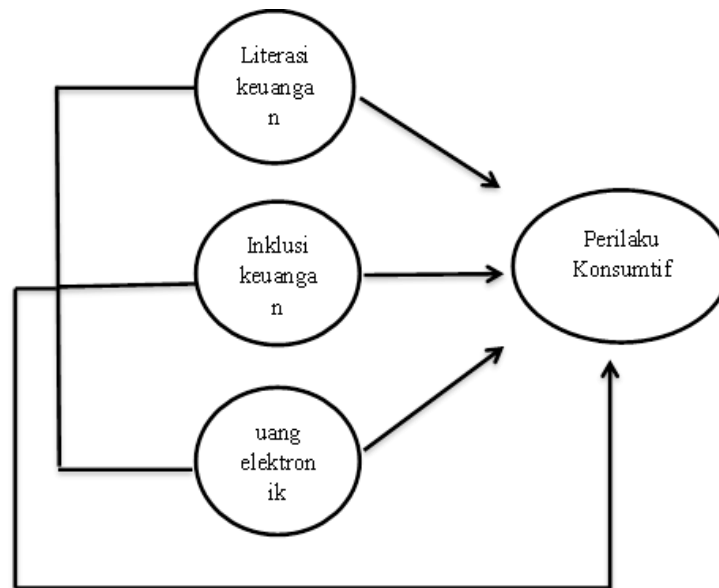 Literasi
keuanga
n
Inklusi
keuanga
n
uang
elektron
ik
Perilaku
Konsumtif